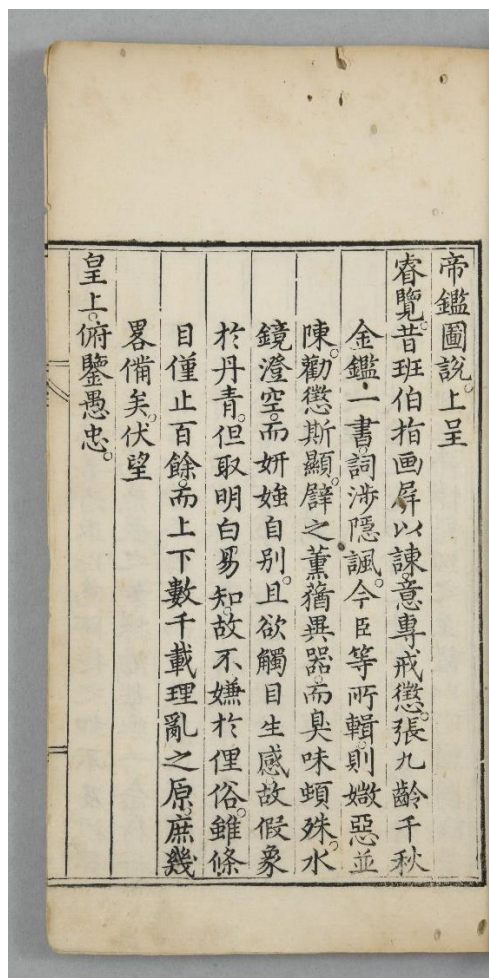 帝鑑圖說。上呈
睿覽。昔班伯指画屏以諫。意專戒懲。張九齡千秋
金鑑一書。詞涉隱諷。今臣等所輯。則媺惡並
陳。勸懲斯顯。譬之薰蕕異器。而臭味頓殊。水
鏡澄空。而妍媸自別。且欲觸目生感。故假象
於丹青。但取明白易知。故不嫌於俚俗。雖條
目僅止百餘。而上下數千載理亂之原。庶幾
畧備矣。伏望
皇上。俯鑒愚忠。